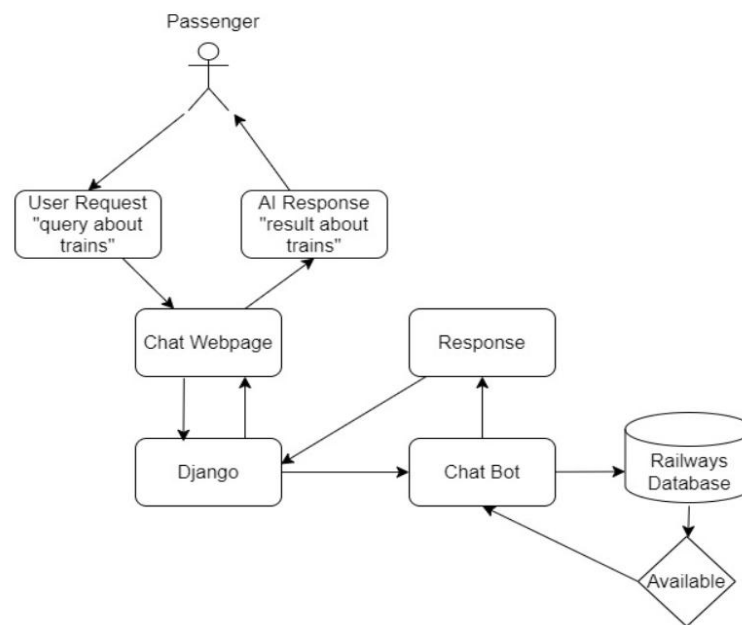 Passenger
User Request
"query about
trains"
AI Response
"result about
trains"
Chat Webpage
Response
Django
Chat Bot
Railways
Database
Available